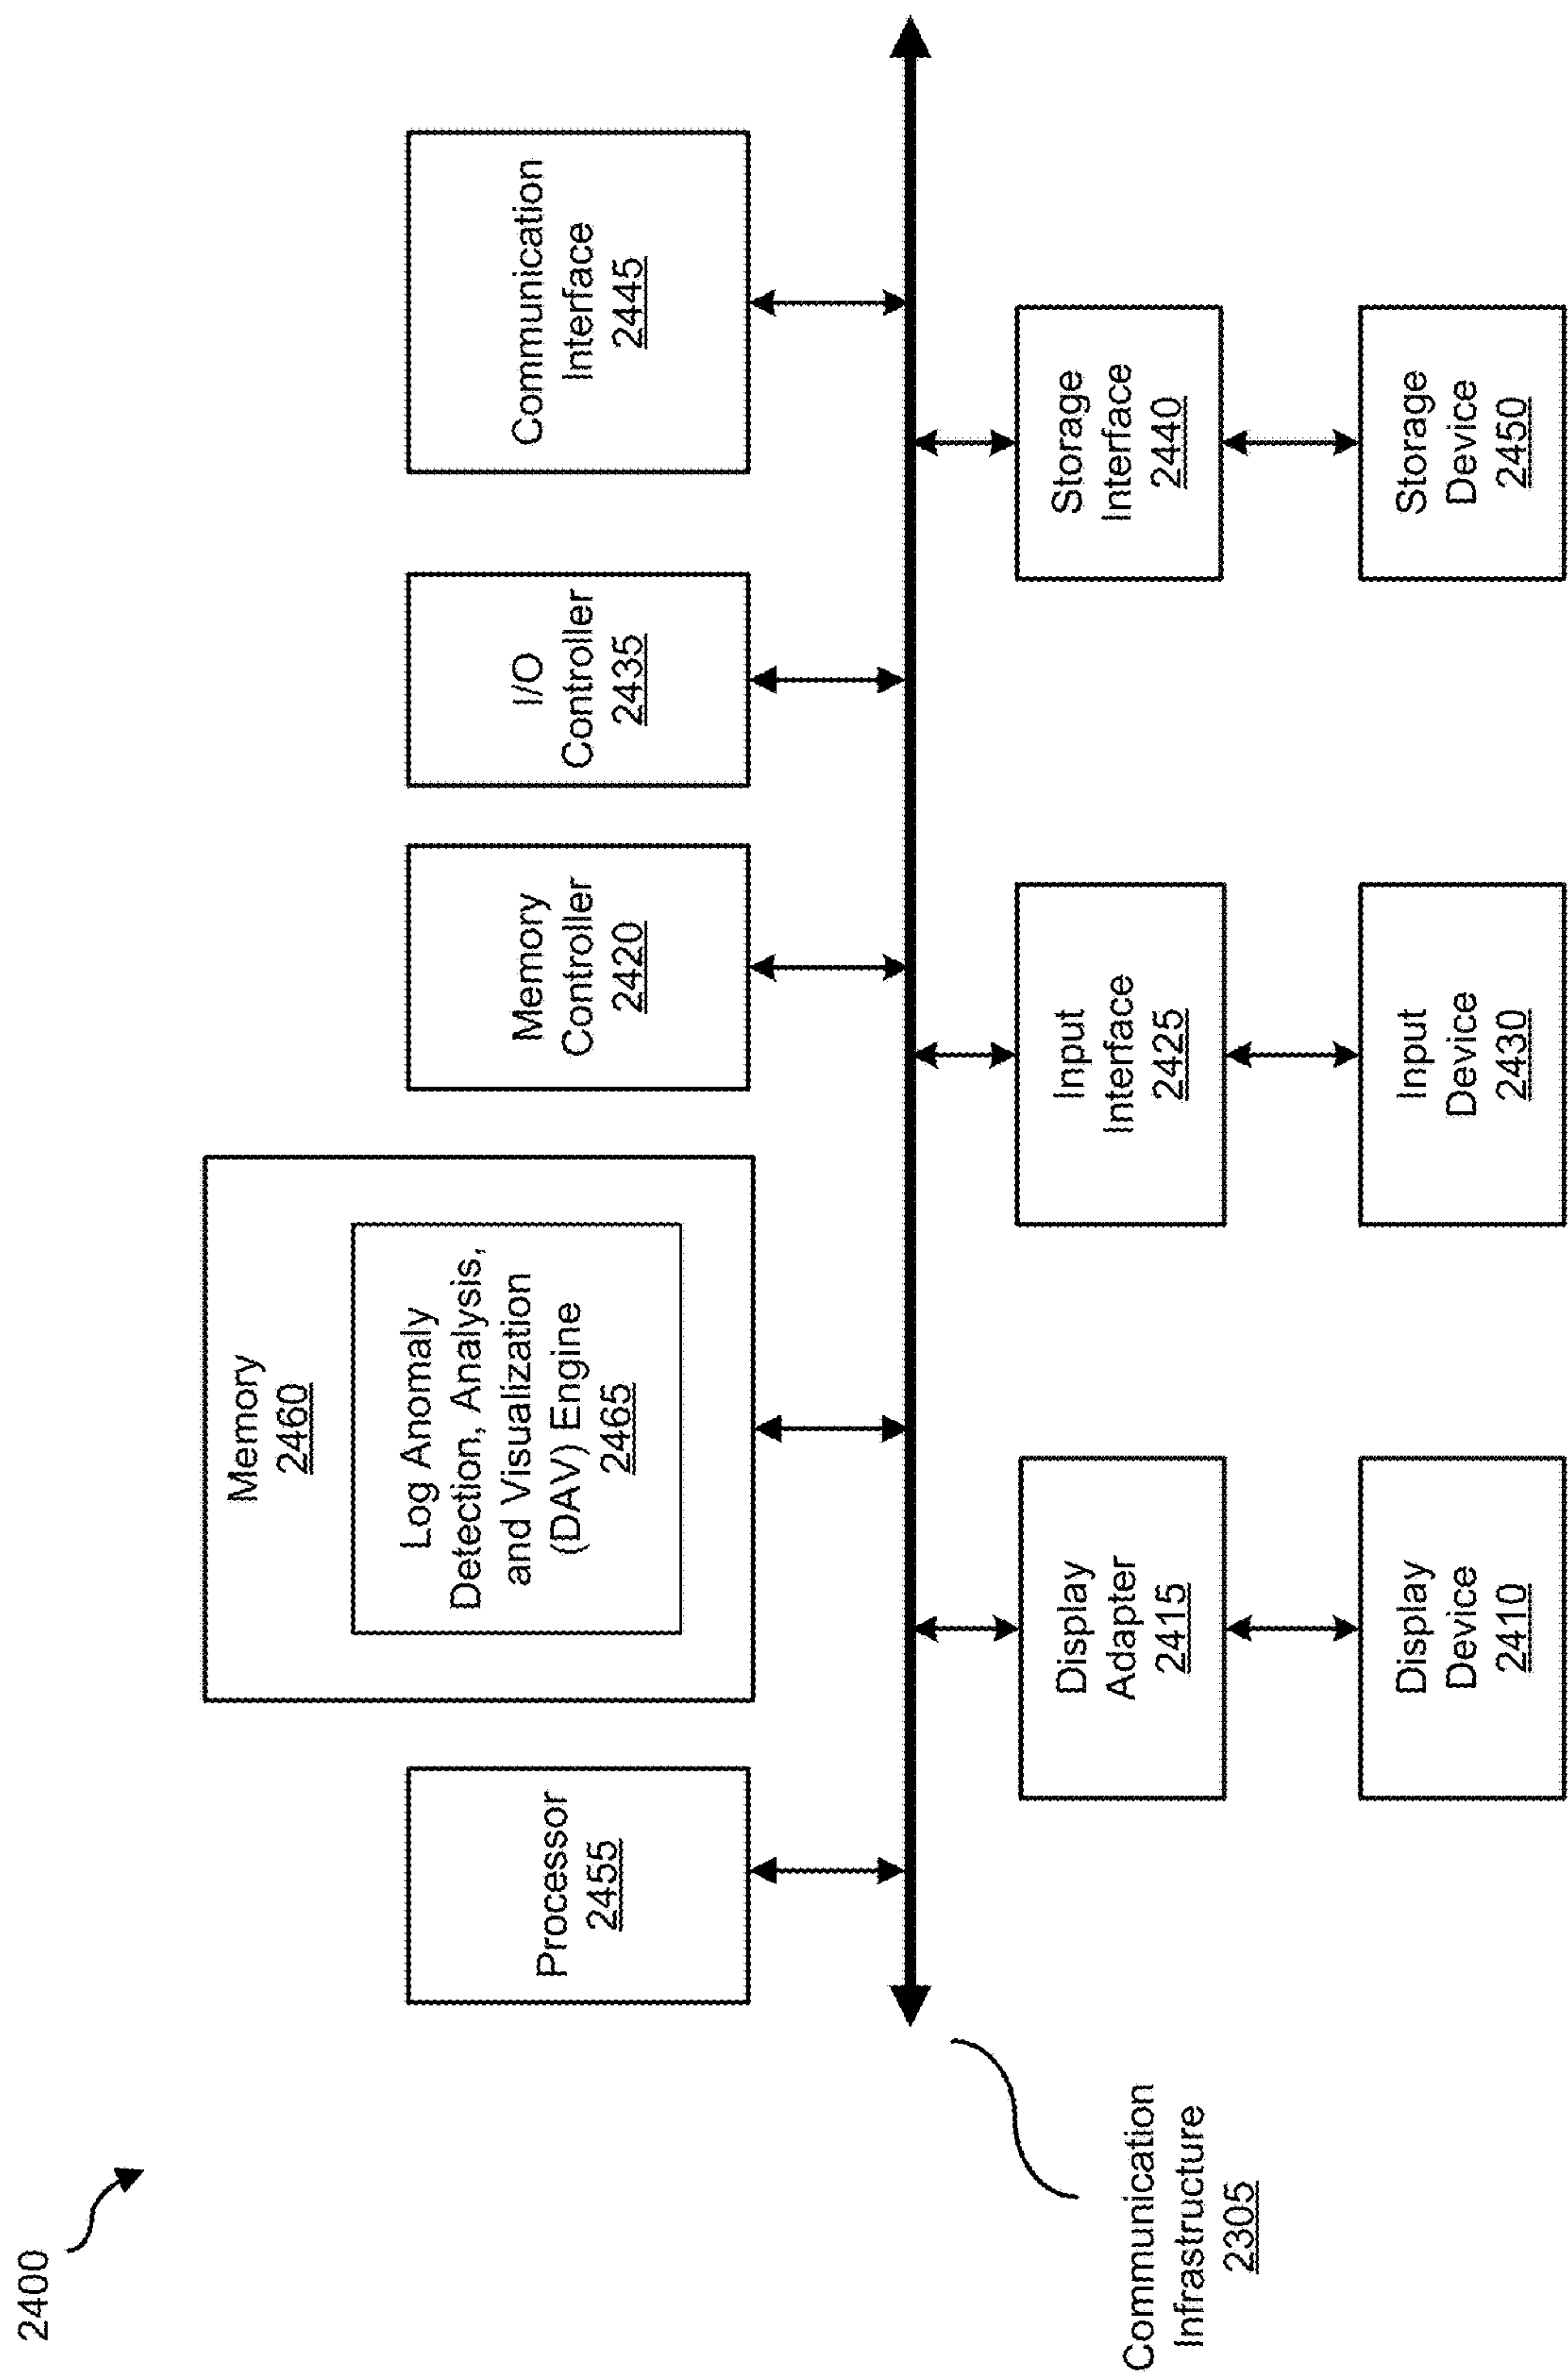 2400
Processor
2455
Memory
2460
Log Anomaly
Detection, Analysis,
and Visualization
(DAV) Engine
2465
Memory
Controller
2420
I/O
Controller
2435
Communication
Interface
2445
Communication
Infrastructure
2305
Display
Adapter
2415
Input
Interface
2425
Storage
Interface
2440
Display
Device
2410
Input
Device
2430
Storage
Device
2450